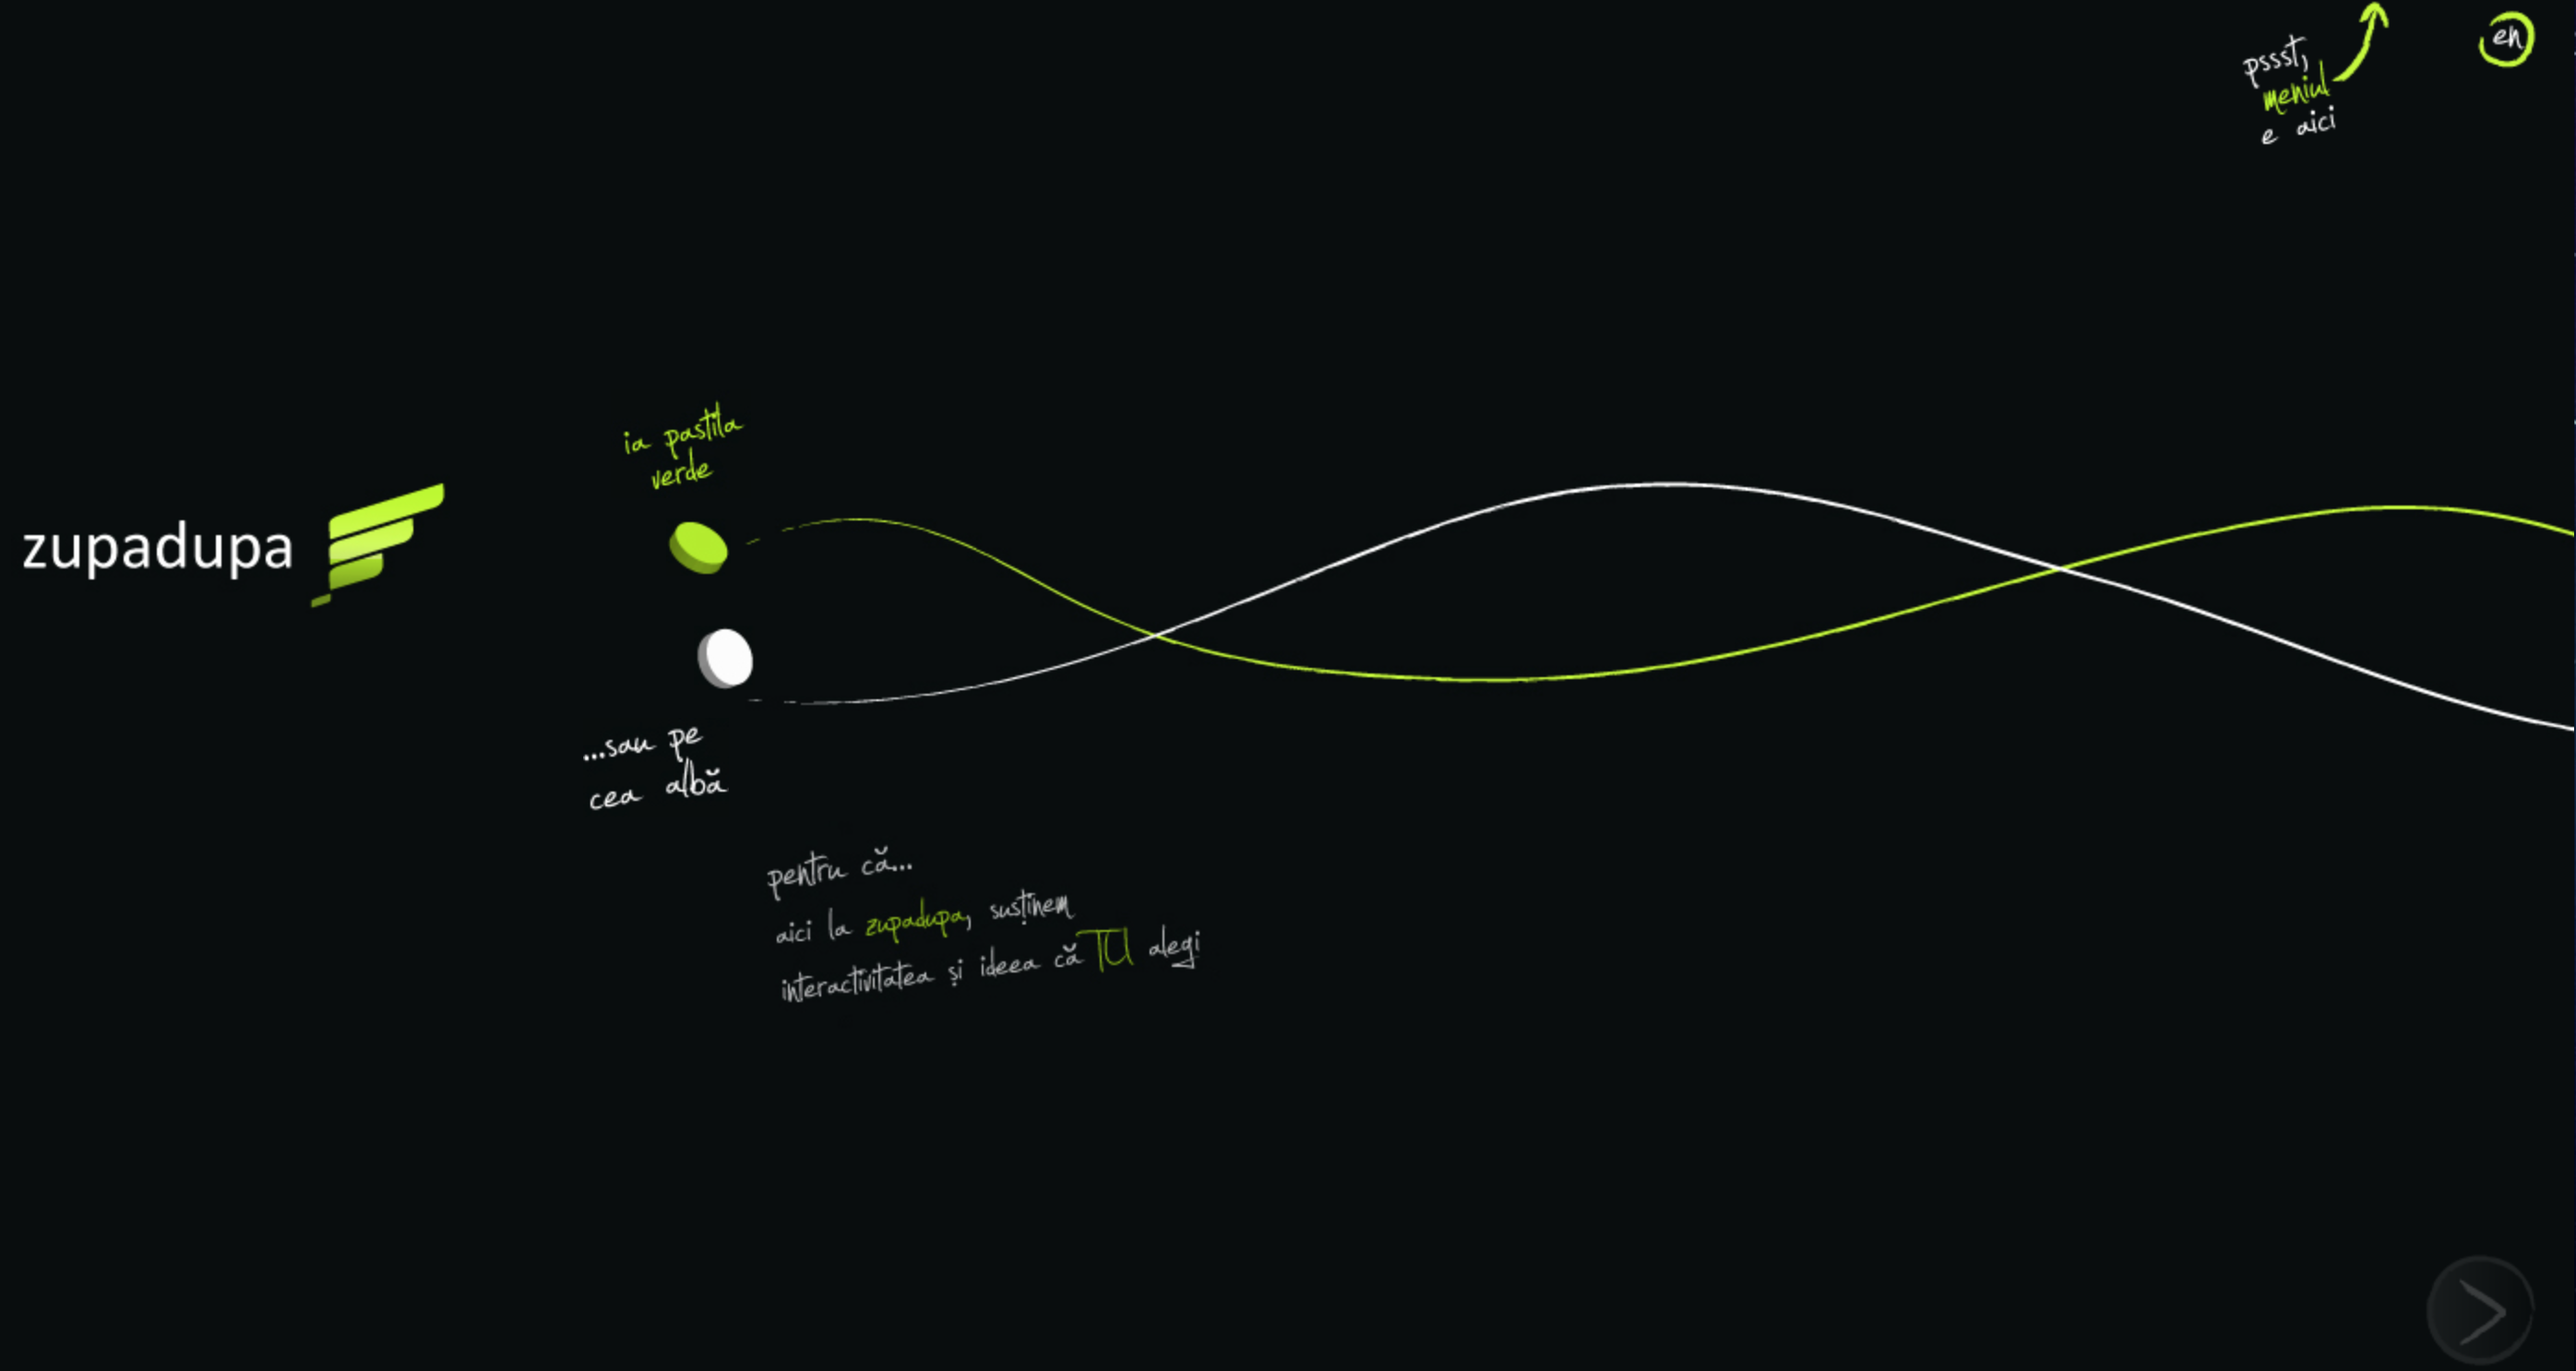 pssst,
meniul
e aici
en
ia pastila
verde
zupadupa
...sau pe
cea albă
pentru că...
aici la zupadupa, susținem
interactivitatea și ideea că TU alegi